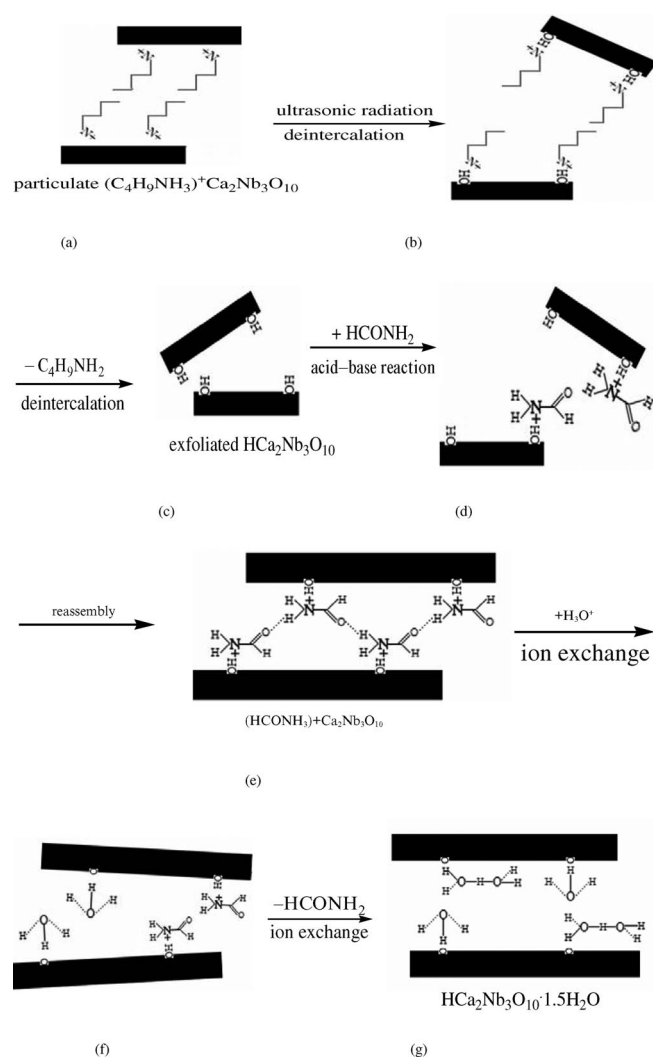 ultrasonic radiation
deintercalation
particulate (C₄H₉NH₃)⁺Ca₂Nb₃O₁₀
(a)
(b)
–C₄H₉NH₂
deintercalation
+ HCONH₂
acid–base reaction
exfoliated HCa₂Nb₃O₁₀
(c)
(d)
reassembly
+H₃O⁺
ion exchange
(HCONH₃)+Ca₂Nb₃O₁₀
(e)
–HCONH₂
ion exchange
HCa₂Nb₃O₁₀·1.5H₂O
(f)
(g)